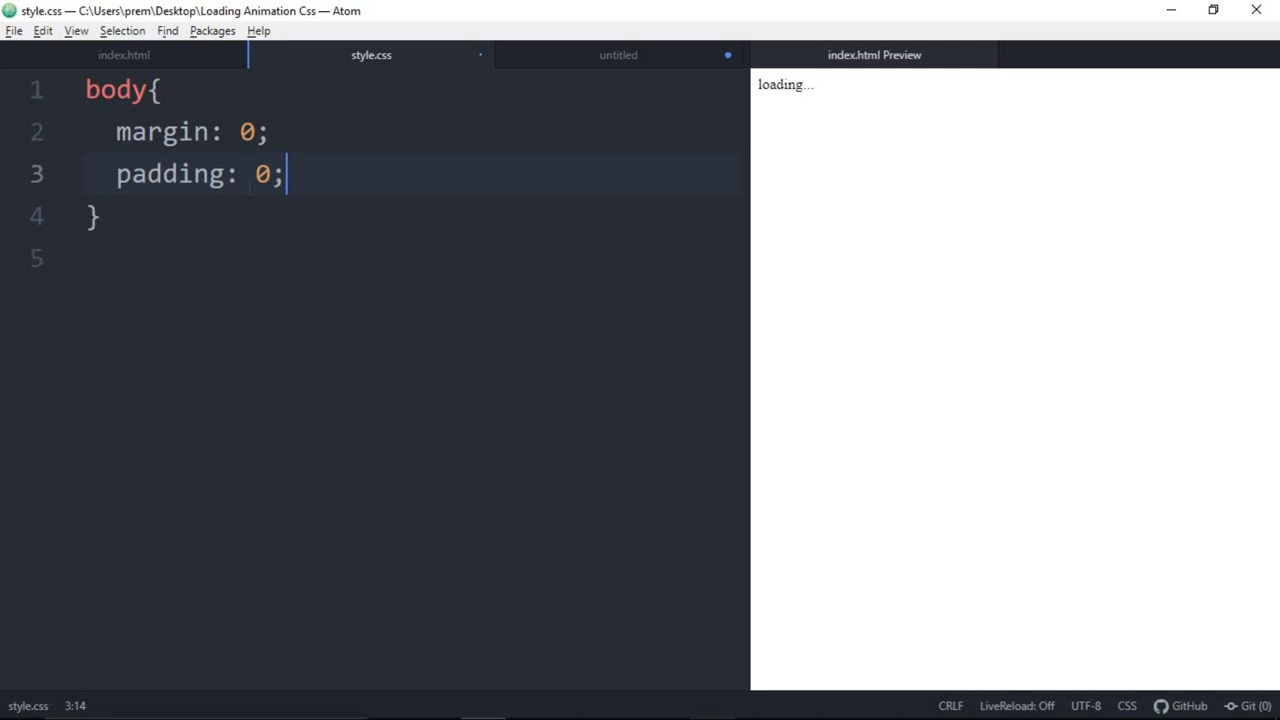 style.css — C:\Users\prem\Desktop\Loading Animation Css — Atom
File Edit View Selection Find Packages Help
index.html style.css untitled index.html Preview
1 body{
2 margin: 0;
3 padding: 0;
4 }
5
loading...
style.css 3:14 CRLF LiveReload: Off UTF-8 CSS GitHub Git (0)